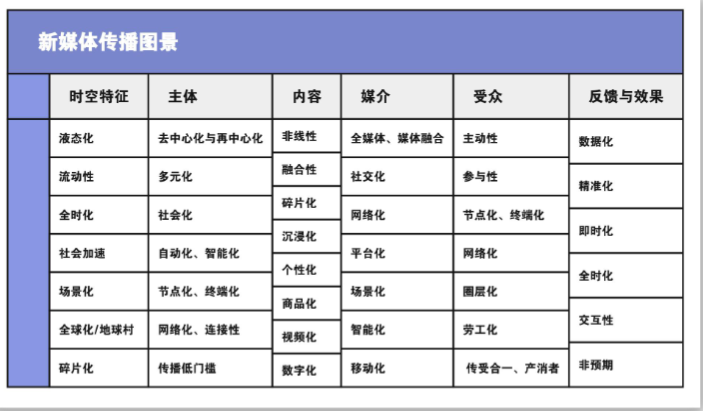 新媒体传播图景
时空特征 主体 内容 媒介 受众 反馈与效果
液态化 去中心化与再中心化 非线性 全媒体、媒体融合 主动性 数据化
流动性 多元化 融合性 社交化 参与性 精准化
全时化 社会化 碎片化 网络化 节点化、终端化 即时化
社会加速 自动化、智能化 沉浸化 平台化 网络化 全时化
场景化 节点化、终端化 个性化 场景化 圈层化 交互性
全球化/地球村 网络化、连接性 商品化 智能化 劳工化 非预期
碎片化 传播低门槛 视频化 移动化 传受合一、产消者
数字化